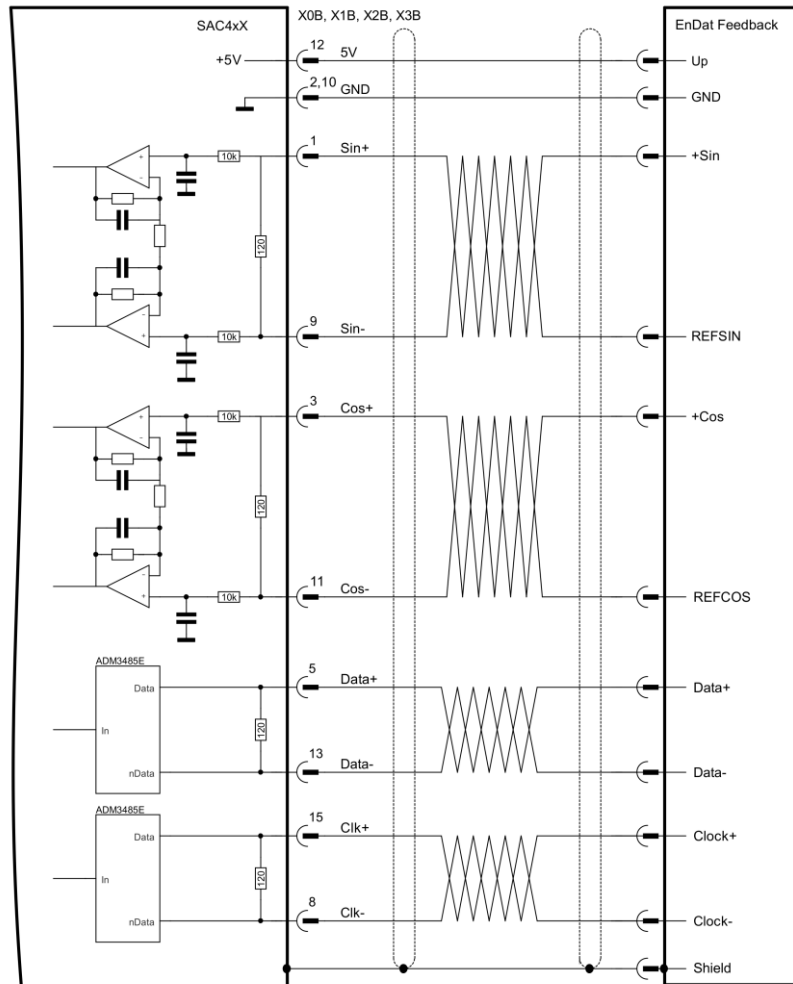 SAC4xX X0B, X1B, X2B, X3B EnDat Feedback
+5V 12 5V Up
2,10 GND GND
1 Sin+ +Sin
+ 10k
-
120
-
+ 10k
9 Sin- REFSIN
3 Cos+ +Cos
+ 10k
-
120
-
+ 10k
11 Cos- REFCOS
ADM3485E
Data 5 Data+ Data+
In 120
nData 13 Data- Data-
ADM3485E
Data 15 Clk+ Clock+
In 120
nData 8 Clk- Clock-
Shield